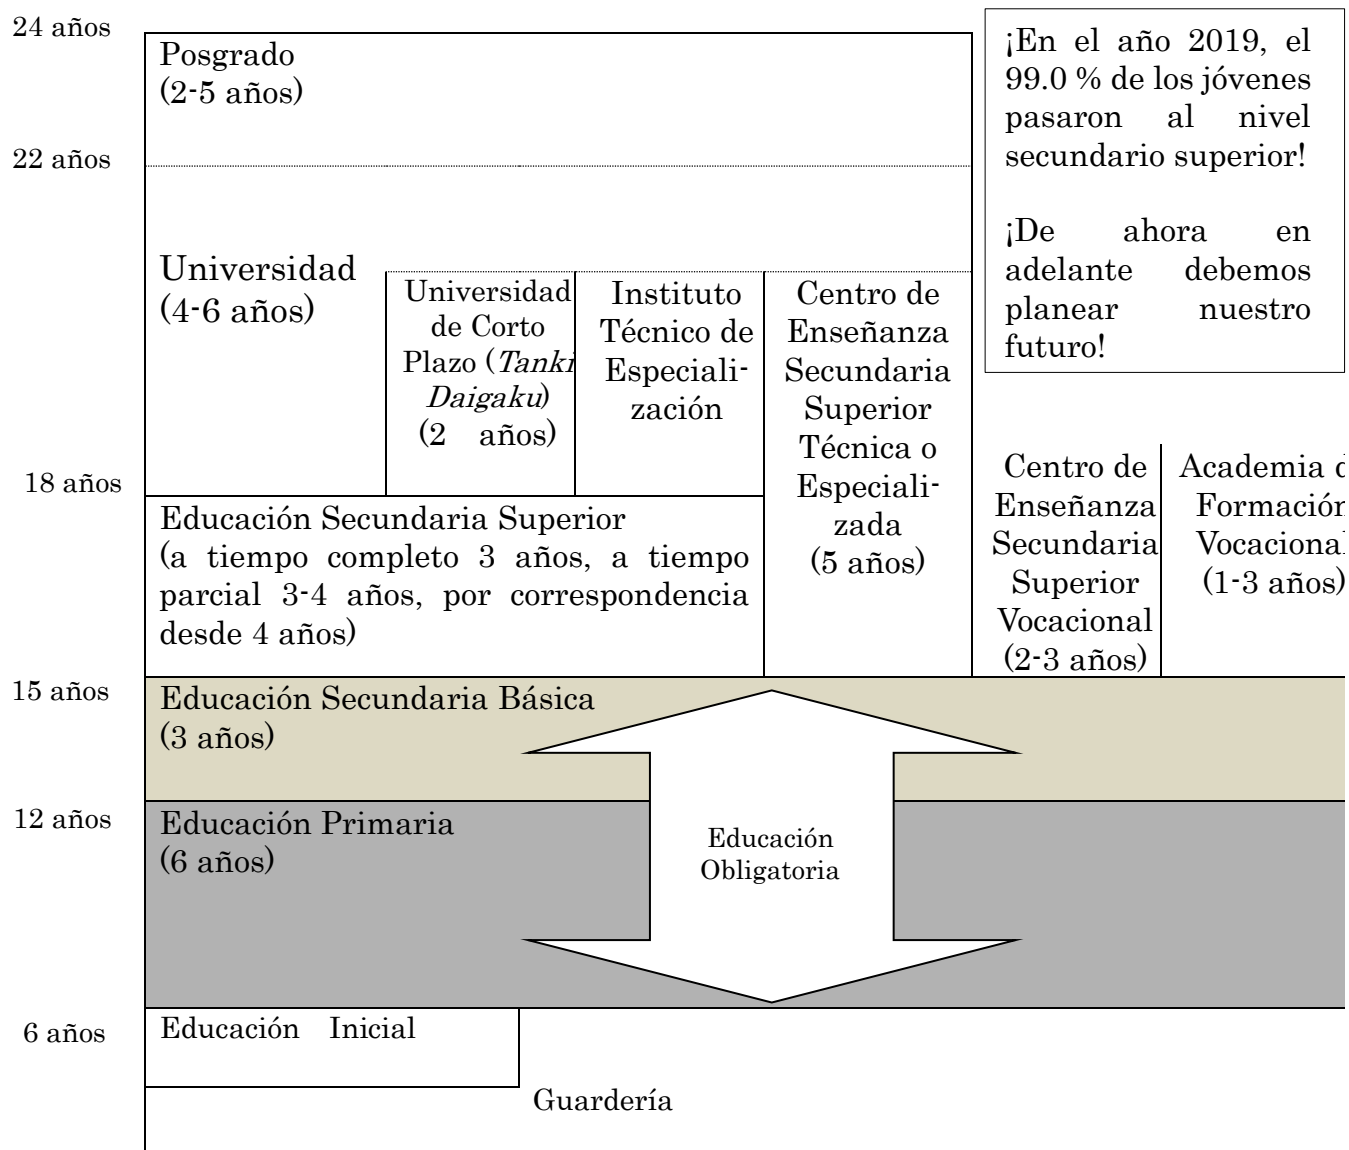 24 años
Posgrado
(2-5 años)
¡En el año 2019, el
99.0 % de los jóvenes
pasaron al nivel
secundario superior!
¡De ahora en
adelante debemos
planear nuestro
futuro!
22 años
Universidad
(4-6 años)
Universidad
de Corto
Plazo (Tanki
Daigaku)
(2 años)
Instituto
Técnico de
Especiali-
zación
Centro de
Enseñanza
Secundaria
Superior
Técnica o
Especiali-
zada
(5 años)
Centro de
Enseñanza
Secundaria
Superior
Vocacional
(2-3 años)
Academia d
Formación
Vocacional
(1-3 años)
18 años
Educación Secundaria Superior
(a tiempo completo 3 años, a tiempo
parcial 3-4 años, por correspondencia
desde 4 años)
15 años
Educación Secundaria Básica
(3 años)
12 años
Educación Primaria
(6 años)
Educación
Obligatoria
6 años
Educación Inicial
Guardería